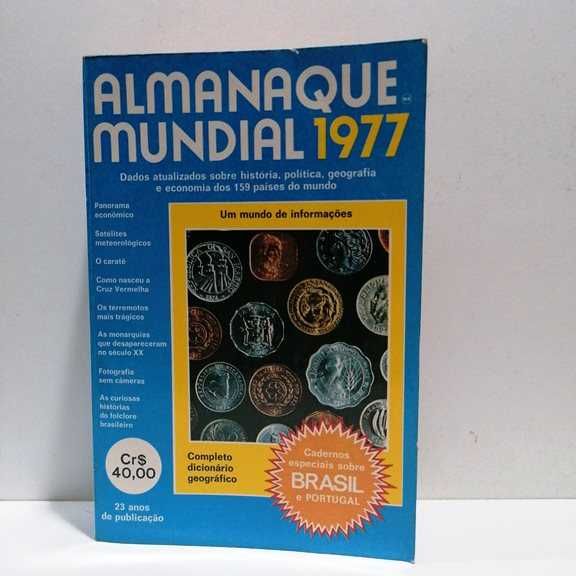 ALMANAQUE
MUNDIAL 1977
Dados atualizados sobre história, política, geografia
e economia dos 159 países do mundo
Panorama
econômico
Satélites
meteorológicos
O caratê
Como nasceu a
Cruz Vermelha
Os terremotos
mais trágicos
As monarquias
que desapareceram
no século XX
Fotografia
sem câmeras
As curiosas
histórias
do folclore
brasileiro
Cr$
40,00
23 anos
de publicação
Um mundo de informações
Completo
dicionário
geográfico
Cadernos
especiais sobre
BRASIL
e PORTUGAL